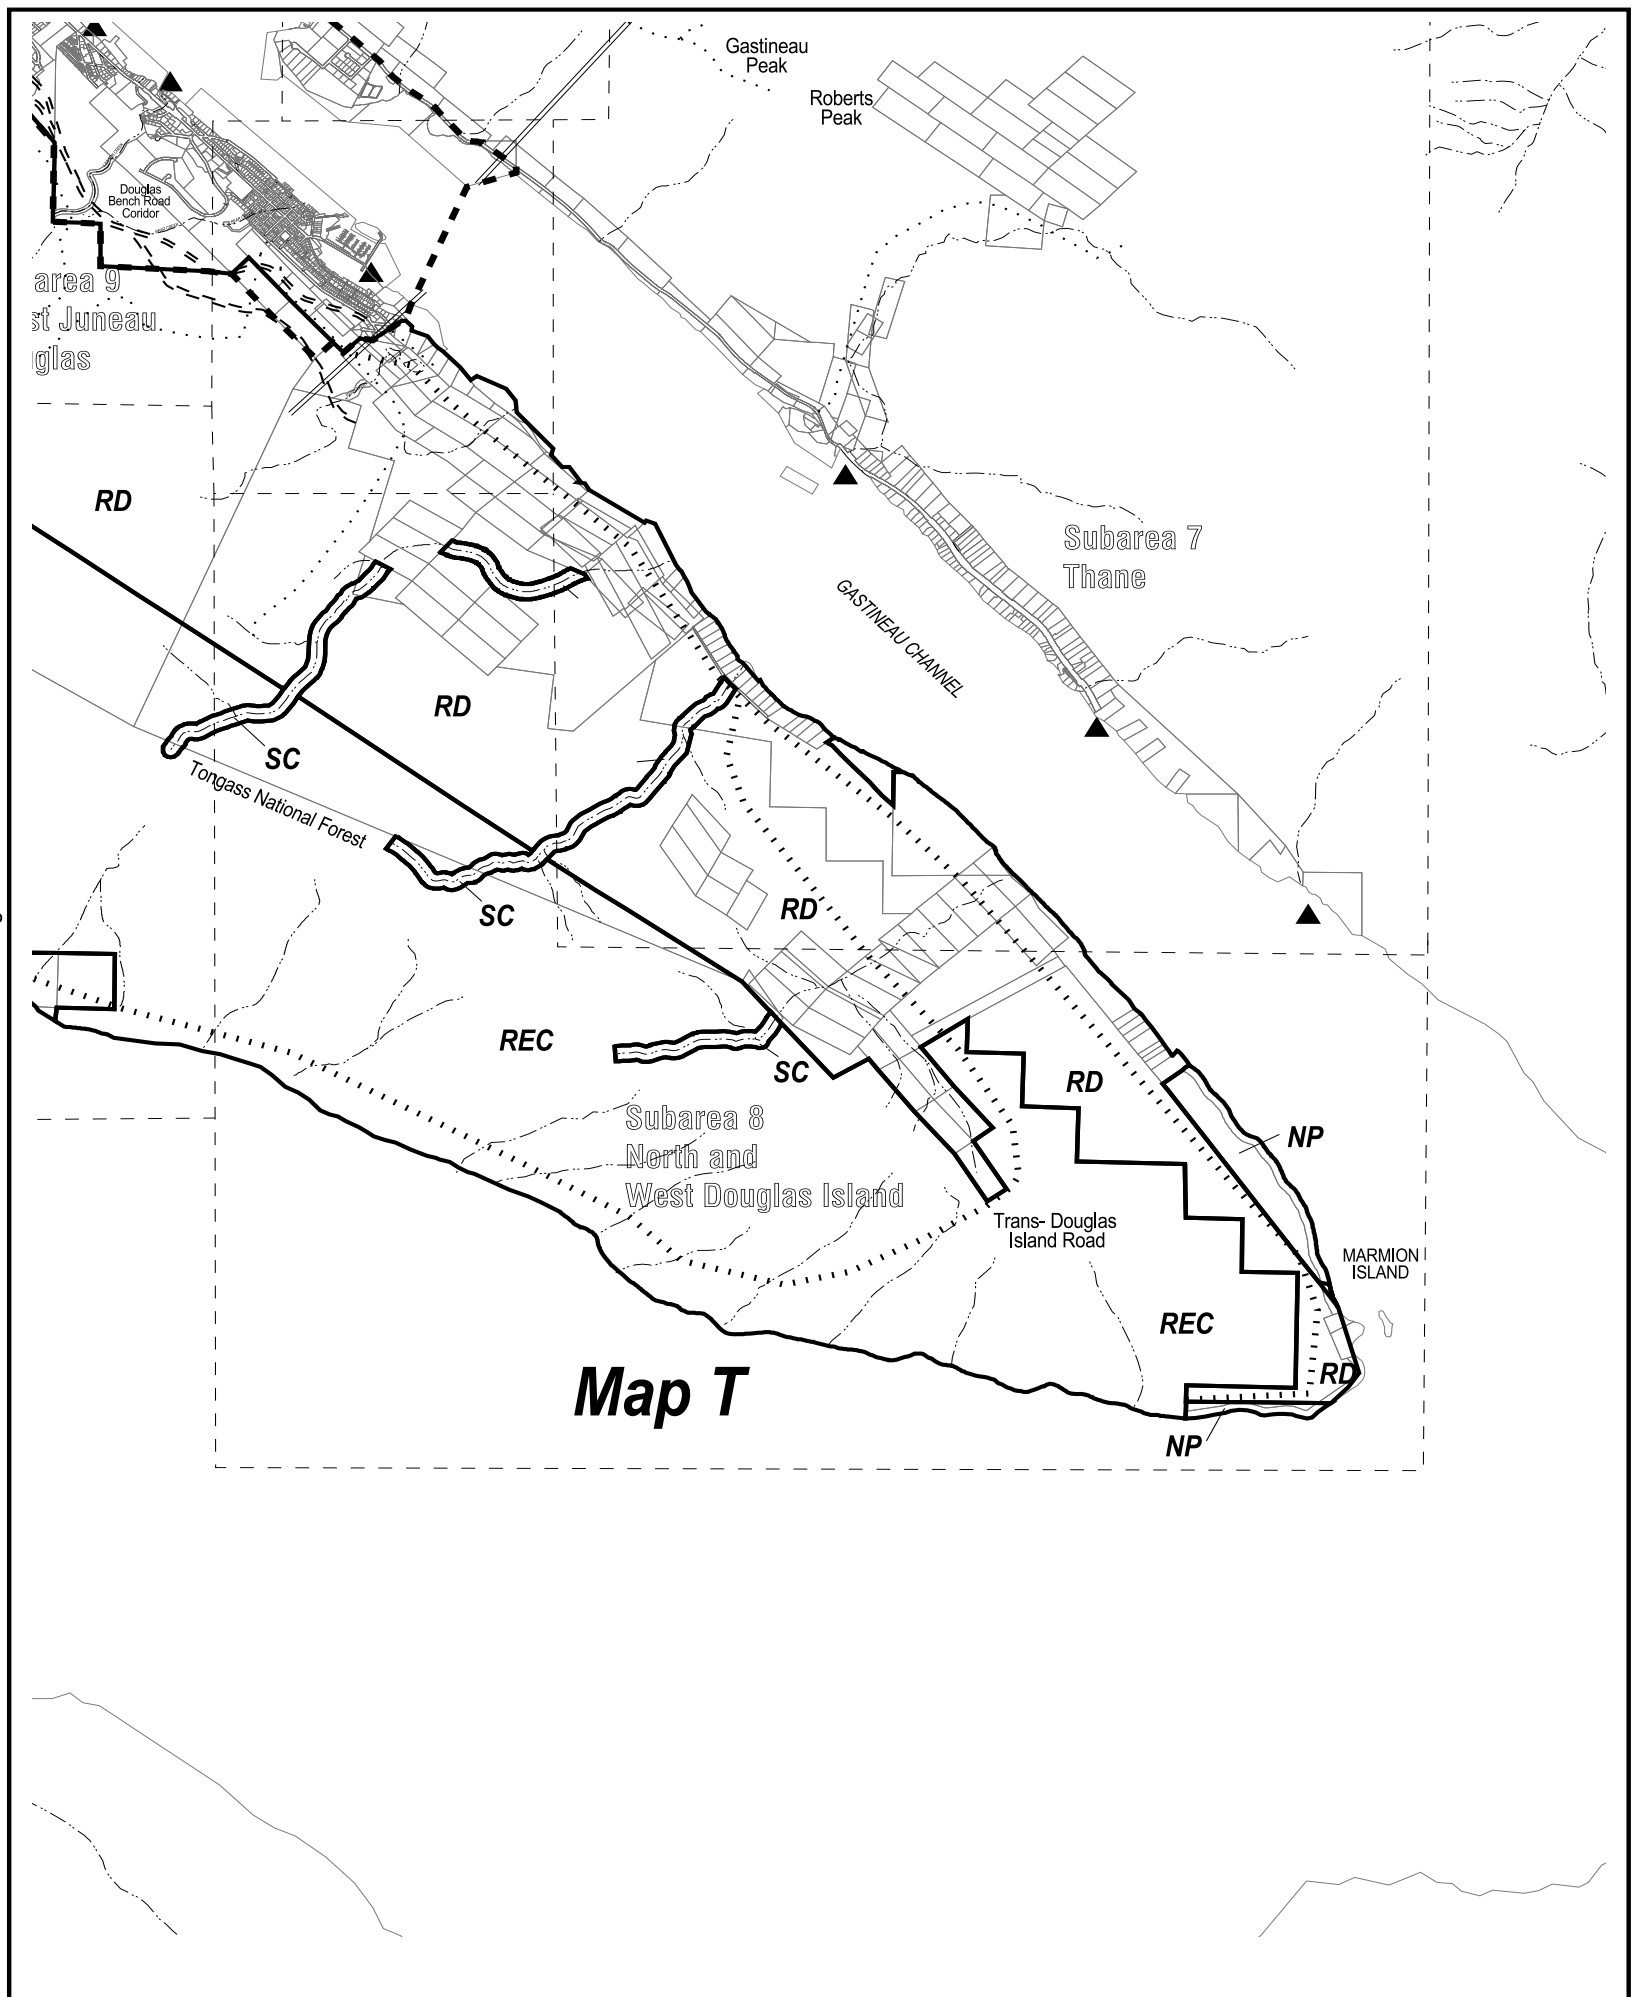 Gastineau
Peak
Roberts
Peak
Douglas
Bench Road
Coridor
area 9
st Juneau
glas
RD
Subarea 7
Thane
GASTINEAU CHANNEL
RD
SC
Tongass National Forest
SC
RD
REC
SC
RD
Subarea 8
North and
West Douglas Island
NP
Trans- Douglas
Island Road
MARMION
ISLAND
REC
RD
Map T
NP